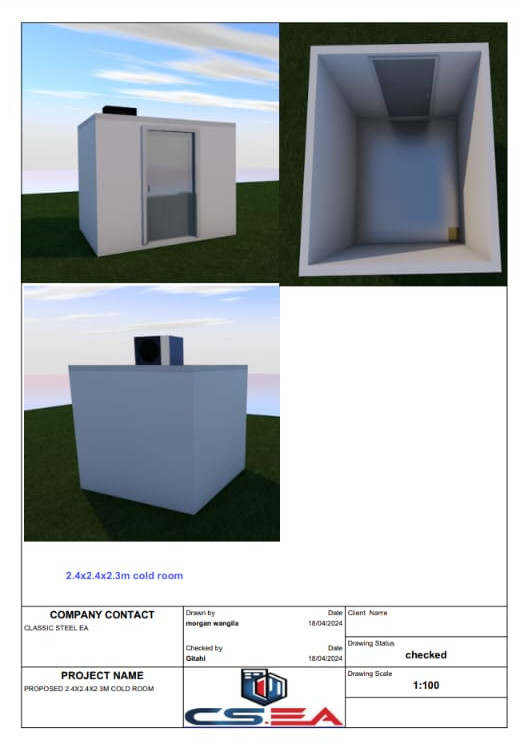 2.4x2.4x2.3m cold room
COMPANY CONTACT
CLASSIC STEEL EA
Drawn by
Date
morgan wangila
18/04/2024
Checked by
Date
Gitahi
18/04/2024
Client Name
Drawing Status
checked
PROJECT NAME
PROPOSED 2.4X2.4X2.3M COLD ROOM
CS.EA
Drawing Scale
1:100